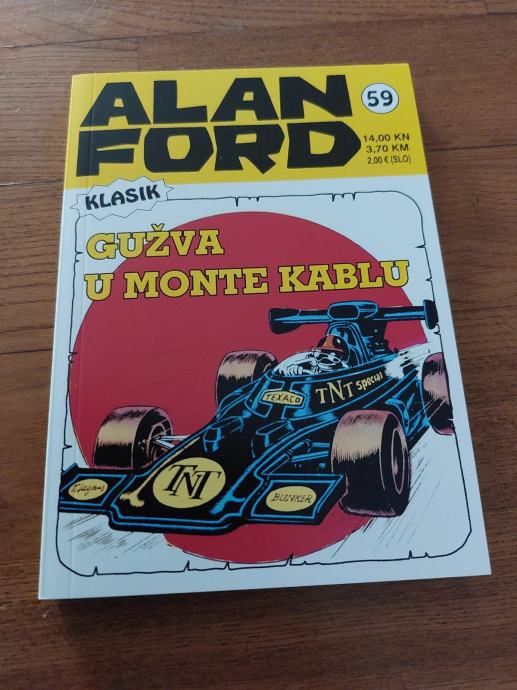 ALAN
FORD
59
14,00 KN
3,70 KM
2,00 € (SLO)
KLASIK
GUŽVA
U MONTE KABLU
TNT special
TEXACO
TNT
BUNKER